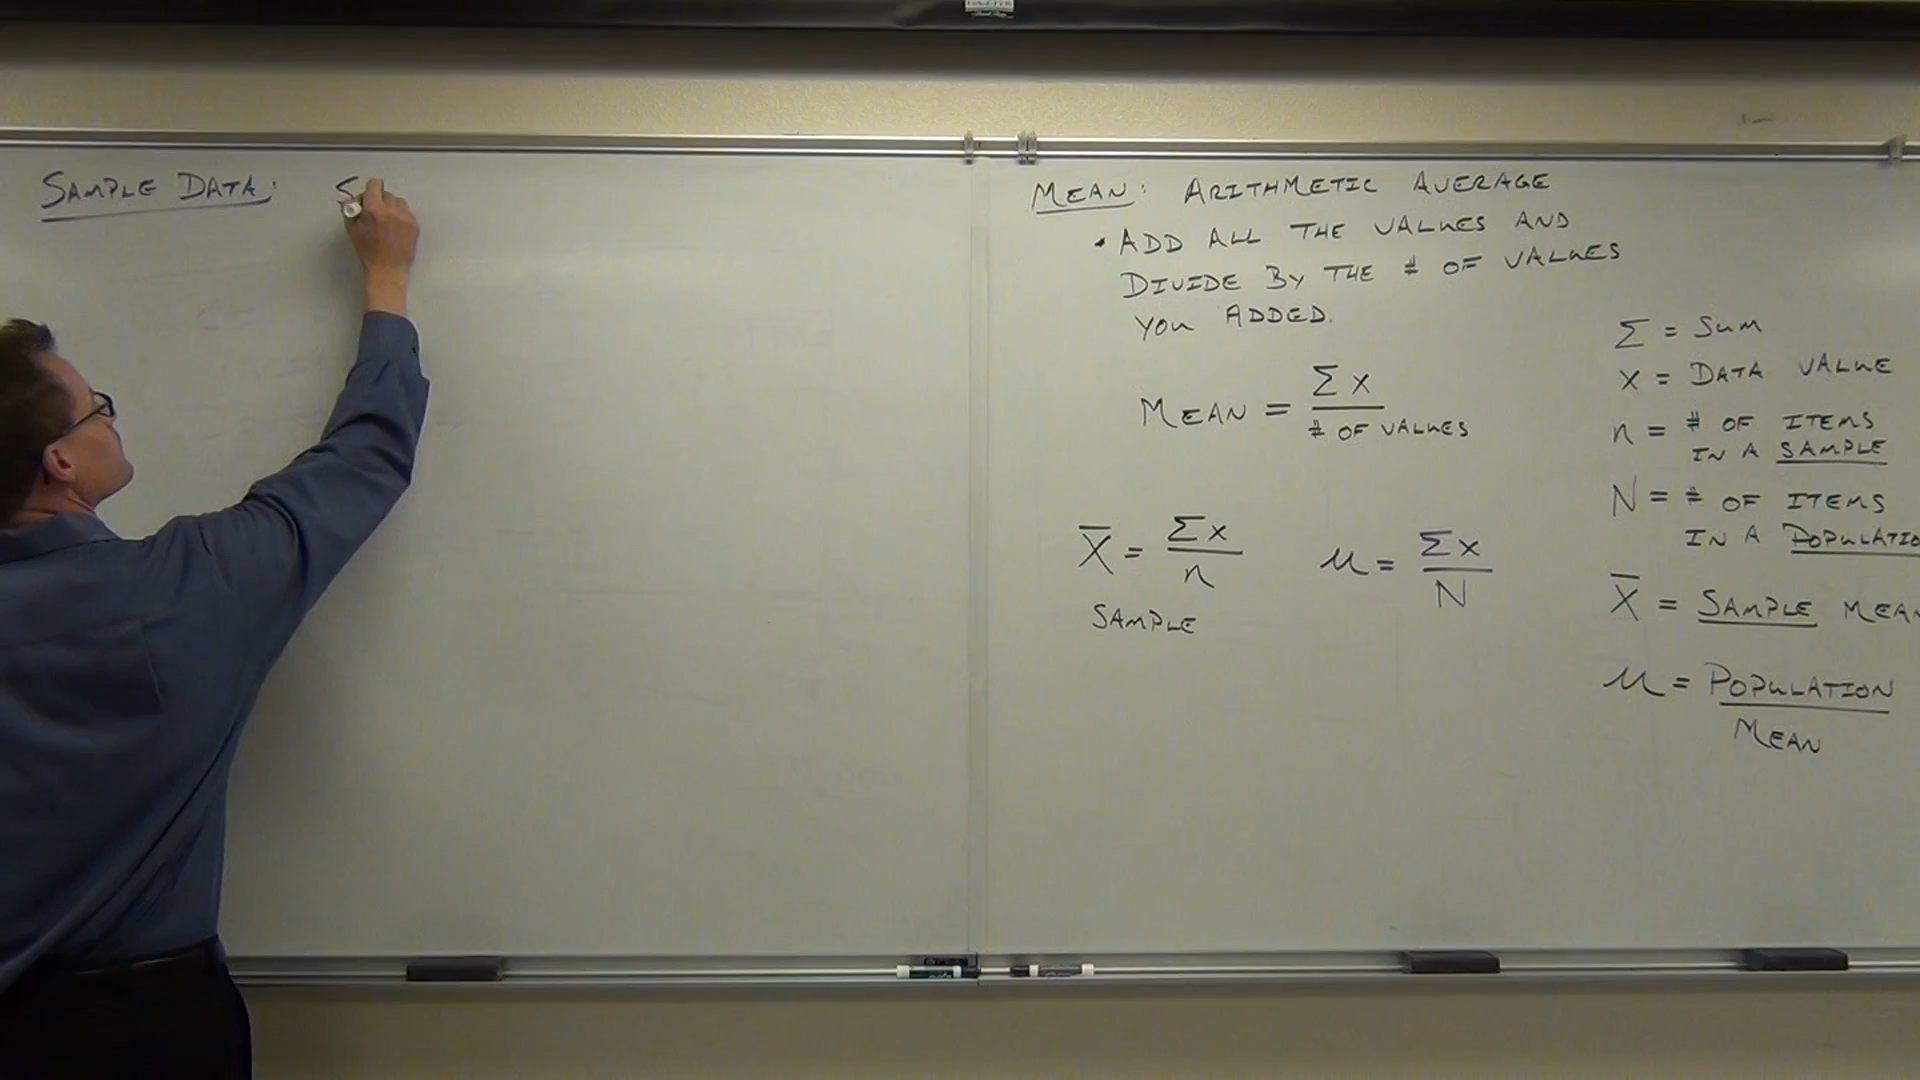 SAMPLE DATA: 5
MEAN: ARITHMETIC AVERAGE
• ADD ALL THE VALUES AND
DIVIDE BY THE # OF VALUES
YOU ADDED.
MEAN = Σx / # OF VALUES
X̄ = Σx / n
SAMPLE
μ = Σx / N
Σ = SUM
X = DATA VALUE
n = # OF ITEMS
IN A SAMPLE
N = # OF ITEMS
IN A POPULATIO
X̄ = SAMPLE MEAN
μ = POPULATION
MEAN